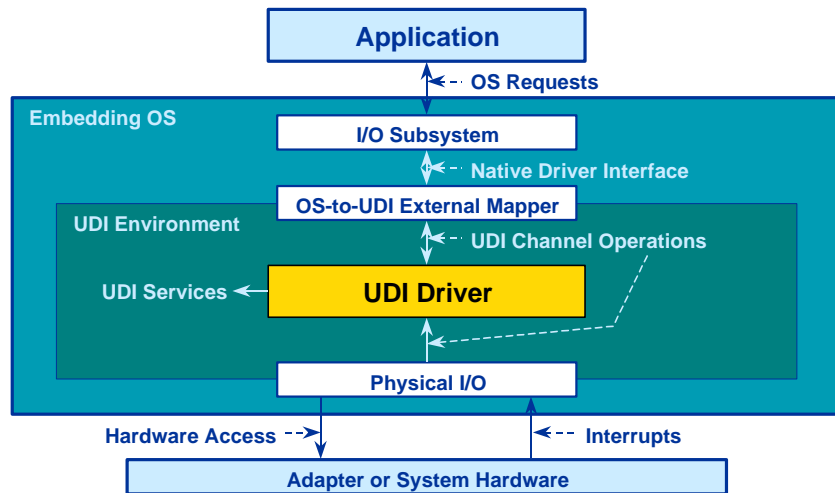 Application
OS Requests
Embedding OS
I/O Subsystem
Native Driver Interface
OS-to-UDI External Mapper
UDI Environment
UDI Channel Operations
UDI Services
UDI Driver
Physical I/O
Hardware Access
Interrupts
Adapter or System Hardware